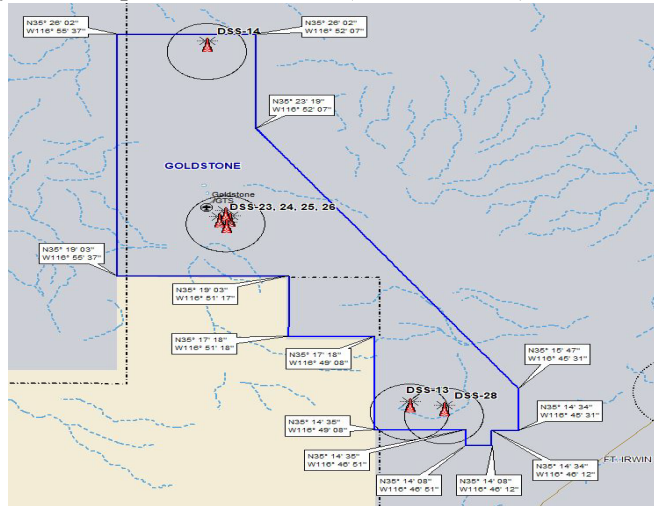 N35° 26' 02"
W116° 55' 37"
DSS-14
N35° 26' 02"
W116° 52' 07"
N35° 23' 19"
W116° 52' 07"
GOLDSTONE
Goldstone
/GTS
DSS-23, 24, 25, 26
N35° 19' 03"
W116° 55' 37"
N35° 19' 03"
W116° 51' 17"
N35° 17' 18"
W116° 51' 18"
N35° 17' 18"
W116° 49' 08"
N35° 15' 47"
W116° 45' 31"
DSS-13
DSS-28
N35° 14' 35"
W116° 49' 08"
N35° 14' 34"
W116° 45' 31"
N35° 14' 35"
W116° 46' 51"
N35° 14' 08"
W116° 46' 51"
N35° 14' 08"
W116° 46' 12"
N35° 14' 34"
W116° 46' 12"
FT. IRWIN